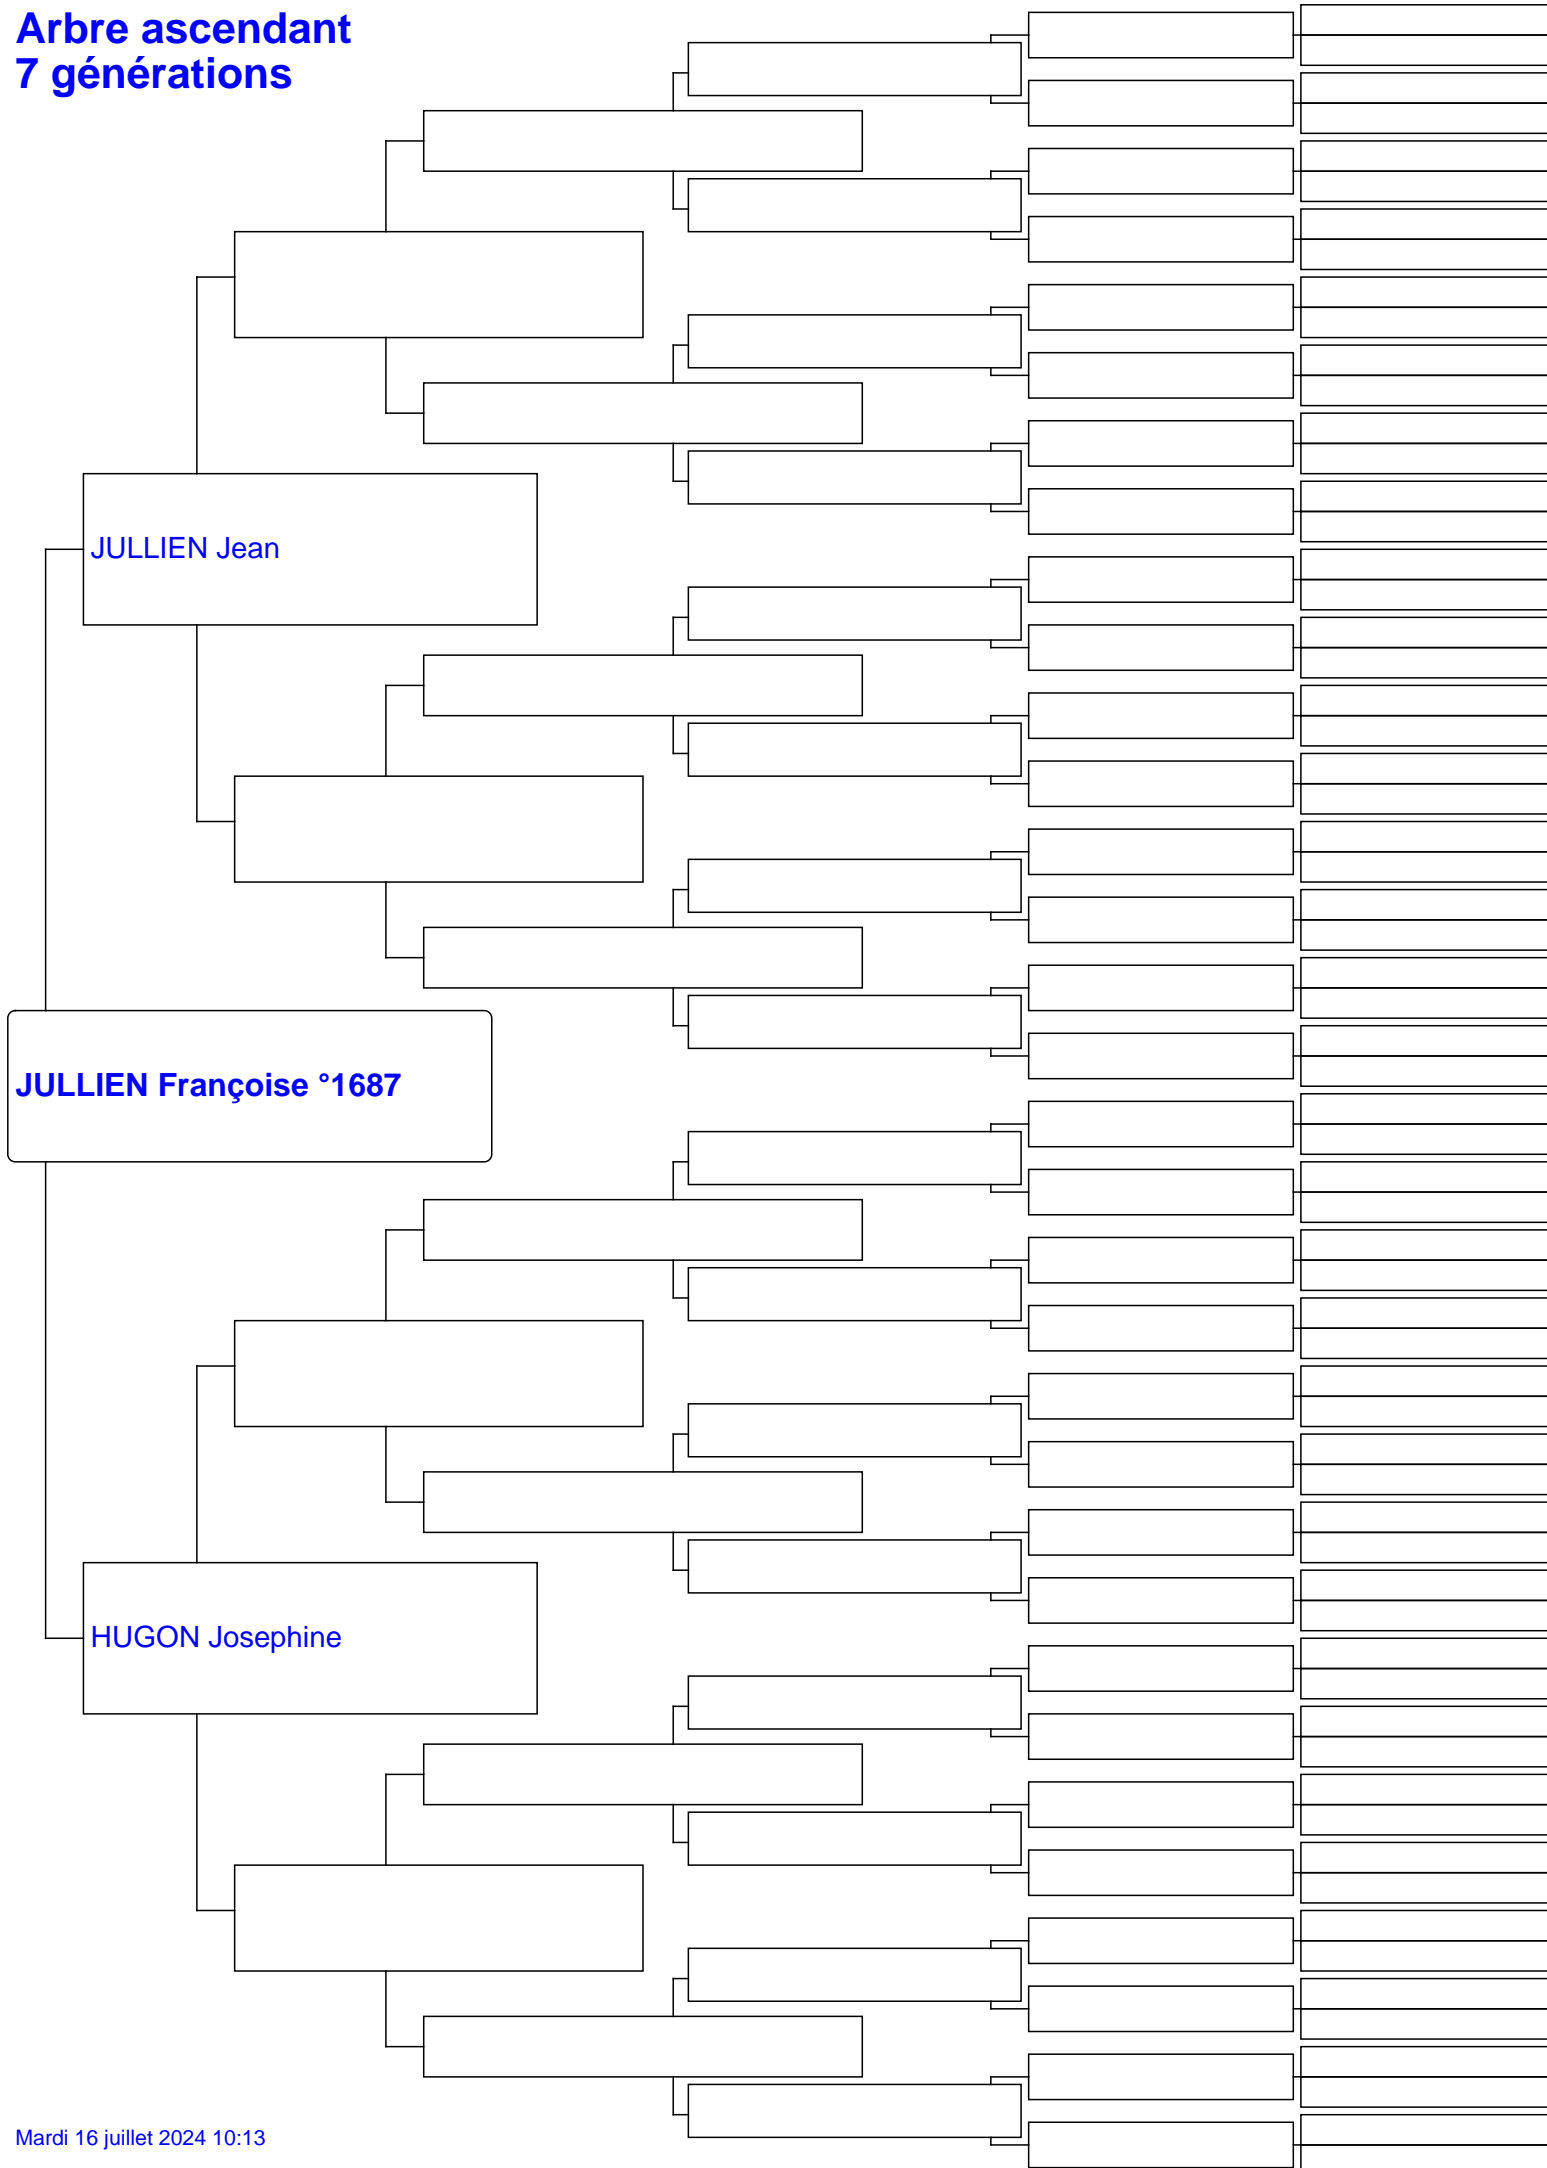 Arbre ascendant
7 générations
JULLIEN Jean
JULLIEN Françoise °1687
HUGON Josephine
Mardi 16 juillet 2024 10:13